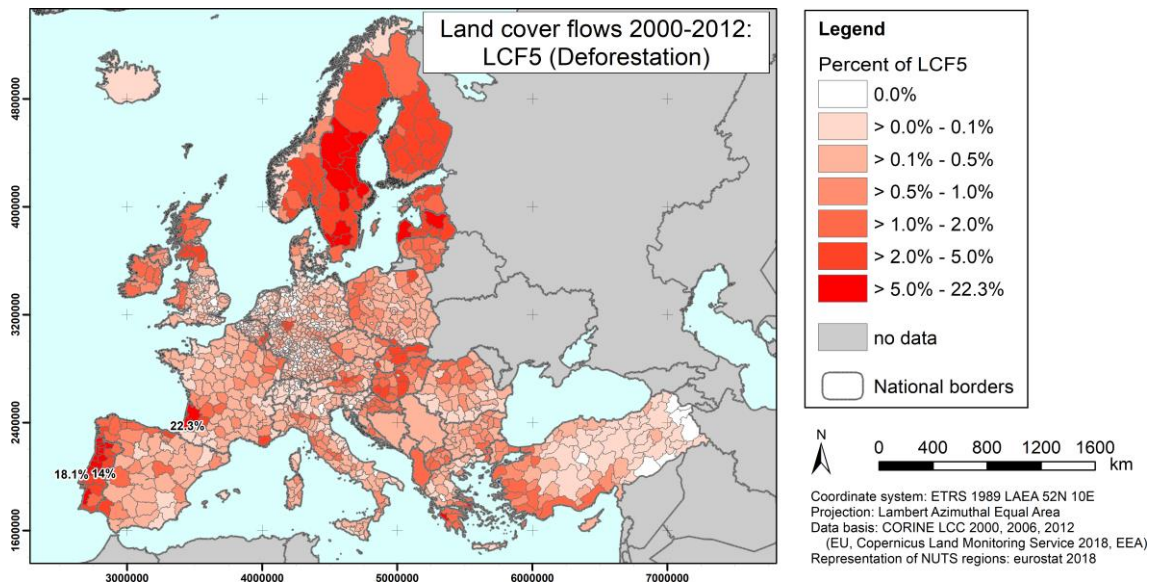 Land cover flows 2000-2012:
LCF5 (Deforestation)
4800000
4000000
3200000
2400000
1600000
22.3%
18.1%
14%
3000000
4000000
5000000
6000000
7000000
Legend
Percent of LCF5
0.0%
> 0.0% - 0.1%
> 0.1% - 0.5%
> 0.5% - 1.0%
> 1.0% - 2.0%
> 2.0% - 5.0%
> 5.0% - 22.3%
no data
National borders
N
0 400 800 1200 1600
km
Coordinate system: ETRS 1989 LAEA 52N 10E
Projection: Lambert Azimuthal Equal Area
Data basis: CORINE LCC 2000, 2006, 2012
(EU, Copernicus Land Monitoring Service 2018, EEA)
Representation of NUTS regions: eurostat 2018